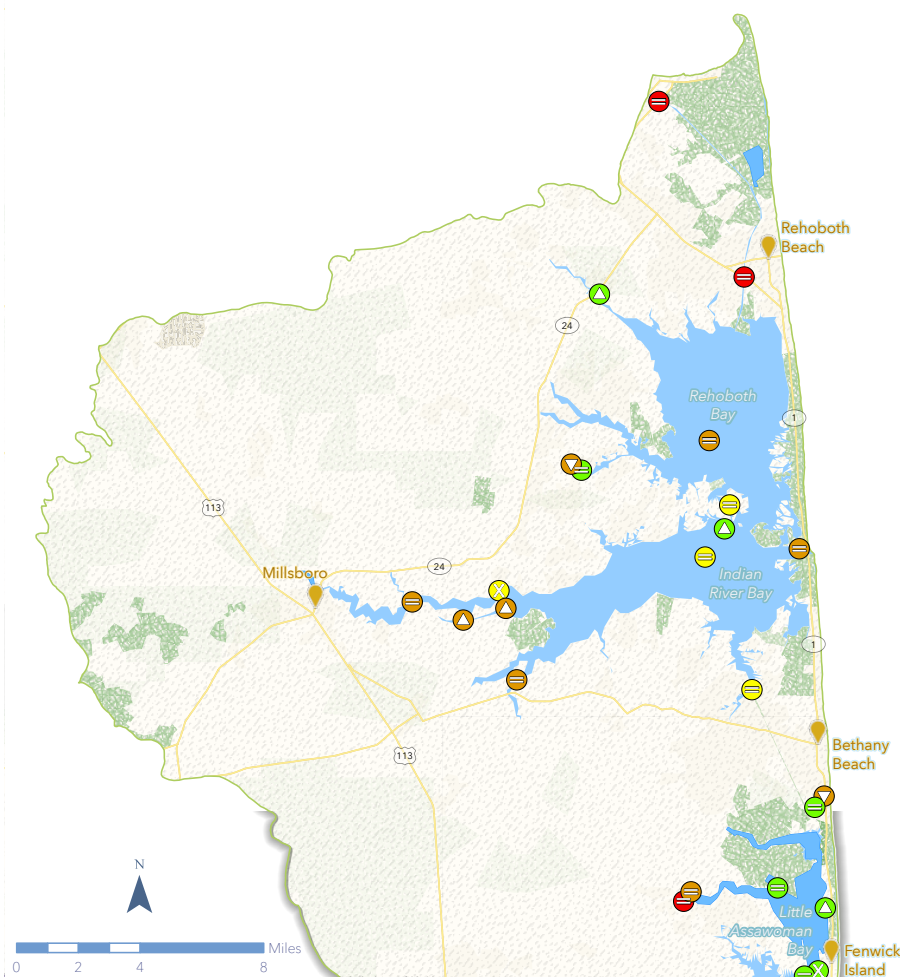 Rehoboth
Beach
24
Rehoboth
Bay
1
113
24
Millsboro
Indian
River Bay
1
Bethany
Beach
113
N
Little
Assawoman
Bay
Miles
Fenwick
Island
0 2 4 8